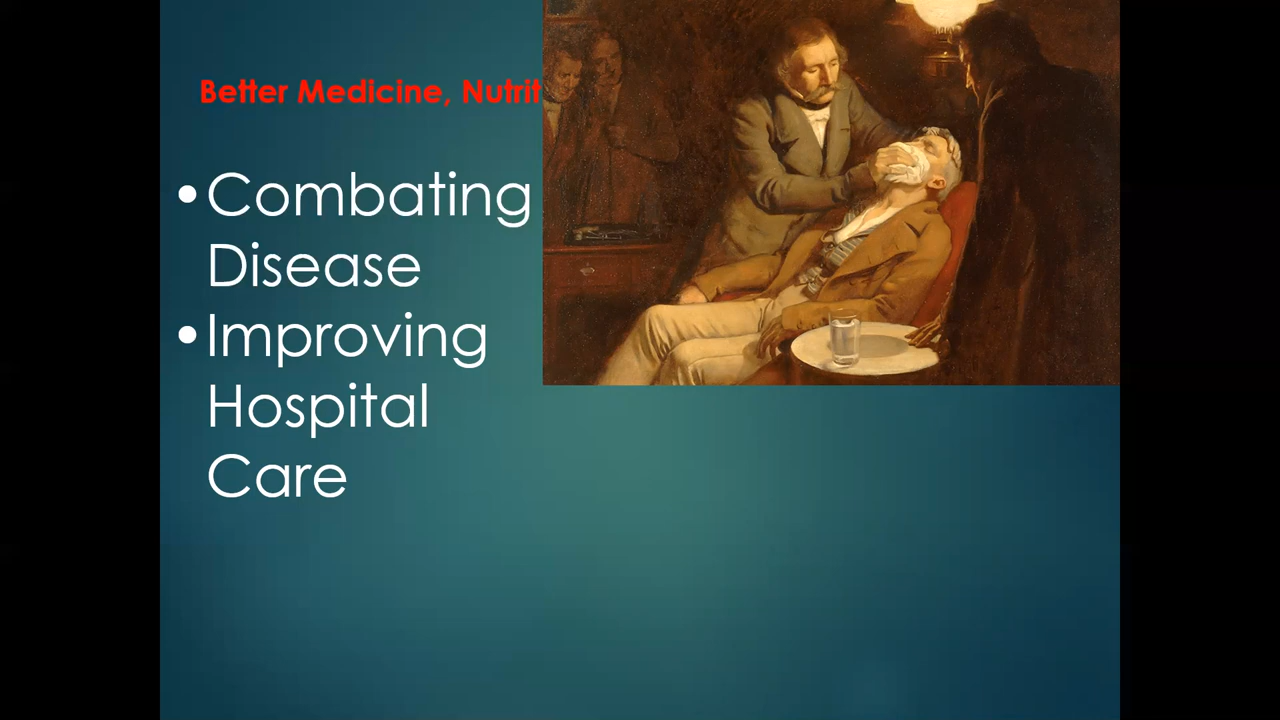 Better Medicine, Nutrit
•Combating
Disease
•Improving
Hospital
Care